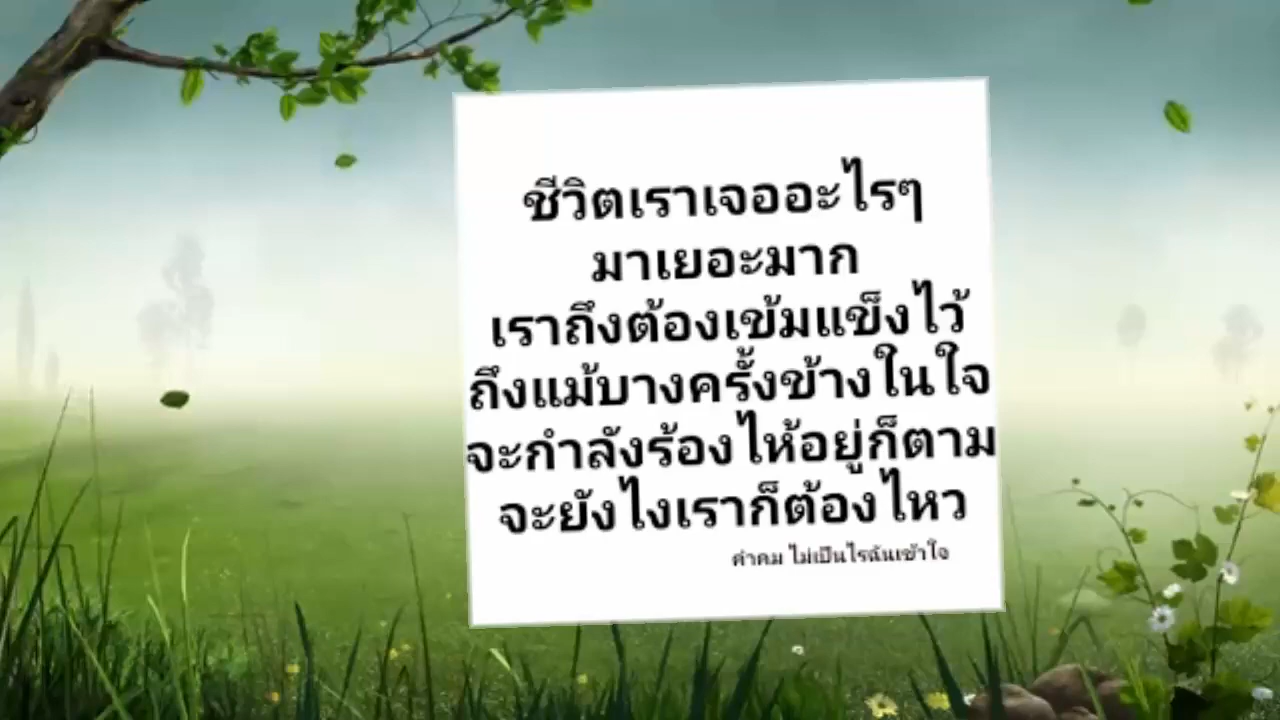 ชีวิตเราเจออะไรๆ
มาเยอะมาก
เราถึงต้องเข้มแข็งไว้
ถึงแม้บางครั้งข้างในใจ
จะกำลังร้องไห้อยู่ก็ตาม
จะยังไงเราก็ต้องไหว
คำคม ไม่เป็นไรฉันเข้าใจ